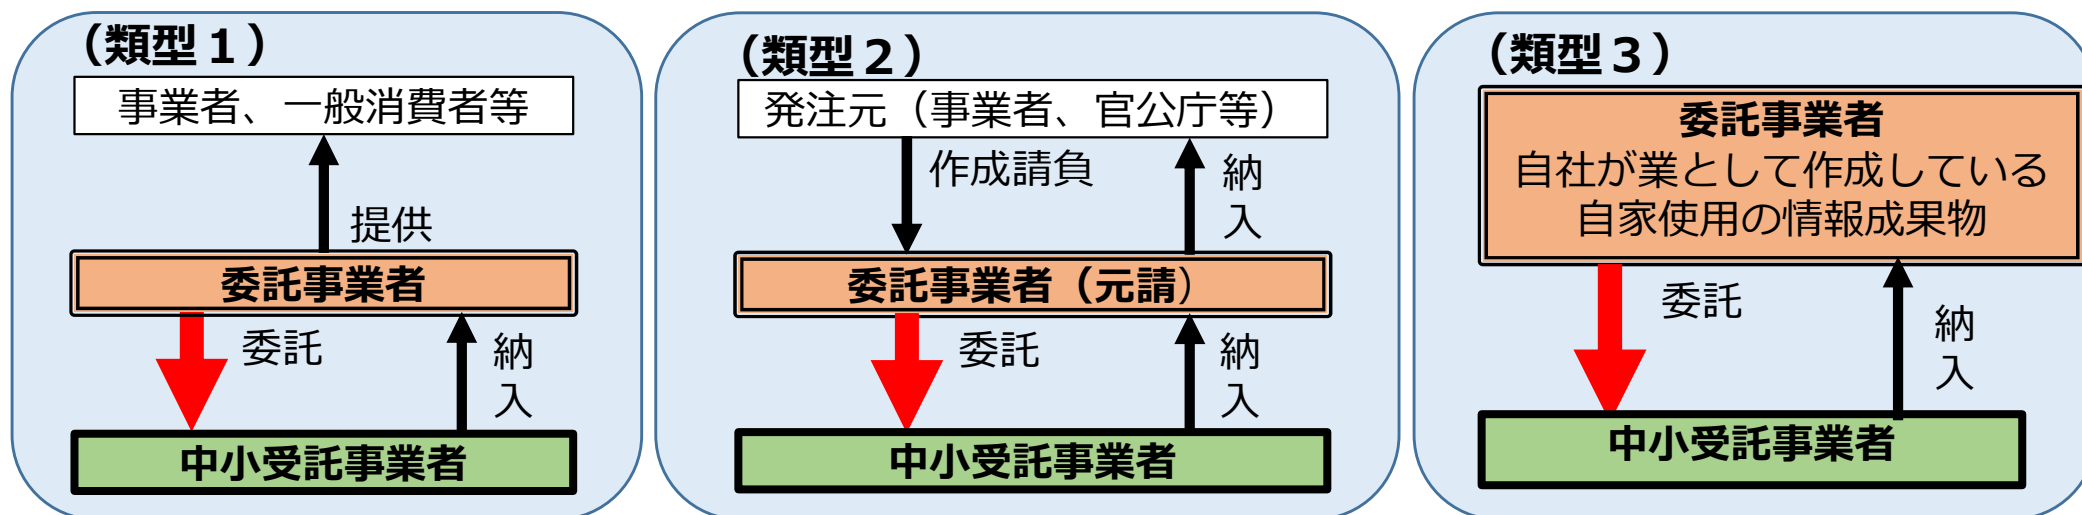 （類型１）
事業者、一般消費者等
提供
委託事業者
委託
納
入
中小受託事業者
（類型２）
発注元（事業者、官公庁等）
作成請負
納
入
委託事業者（元請）
委託
納
入
中小受託事業者
（類型３）
委託事業者
自社が業として作成している
自家使用の情報成果物
委託
納
入
中小受託事業者